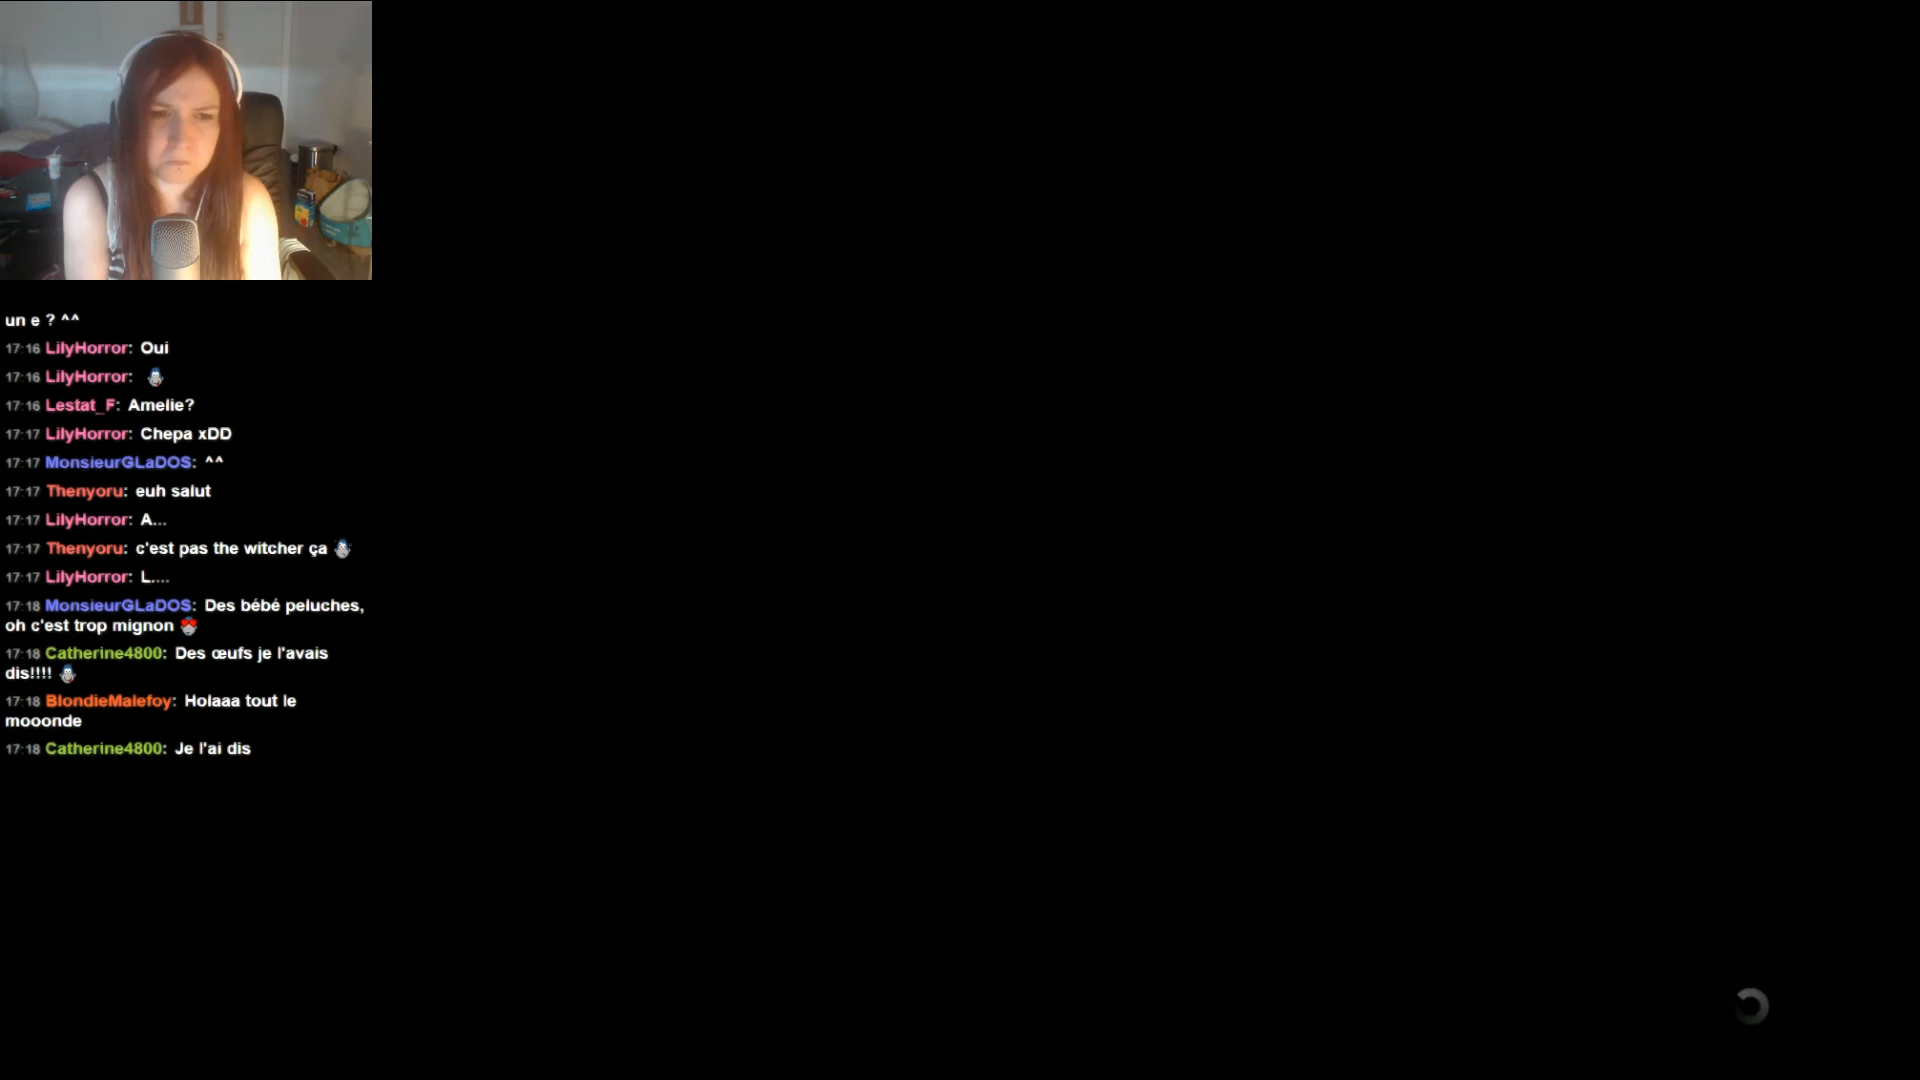 un e ? ^^
17:16 LilyHorror: Oui
17:16 LilyHorror:
17:16 Lestat_F: Amelie?
17:17 LilyHorror: Chepa xDD
17:17 MonsieurGLaDOS: ^^
17:17 Thenyoru: euh salut
17:17 LilyHorror: A...
17:17 Thenyoru: c'est pas the witcher ça
17:17 LilyHorror: L....
17:18 MonsieurGLaDOS: Des bébé peluches,
oh c'est trop mignon
17:18 Catherine4800: Des œufs je l'avais
dis!!!!
17:18 BlondieMalefoy: Holaaa tout le
mooonde
17:18 Catherine4800: Je l'ai dis